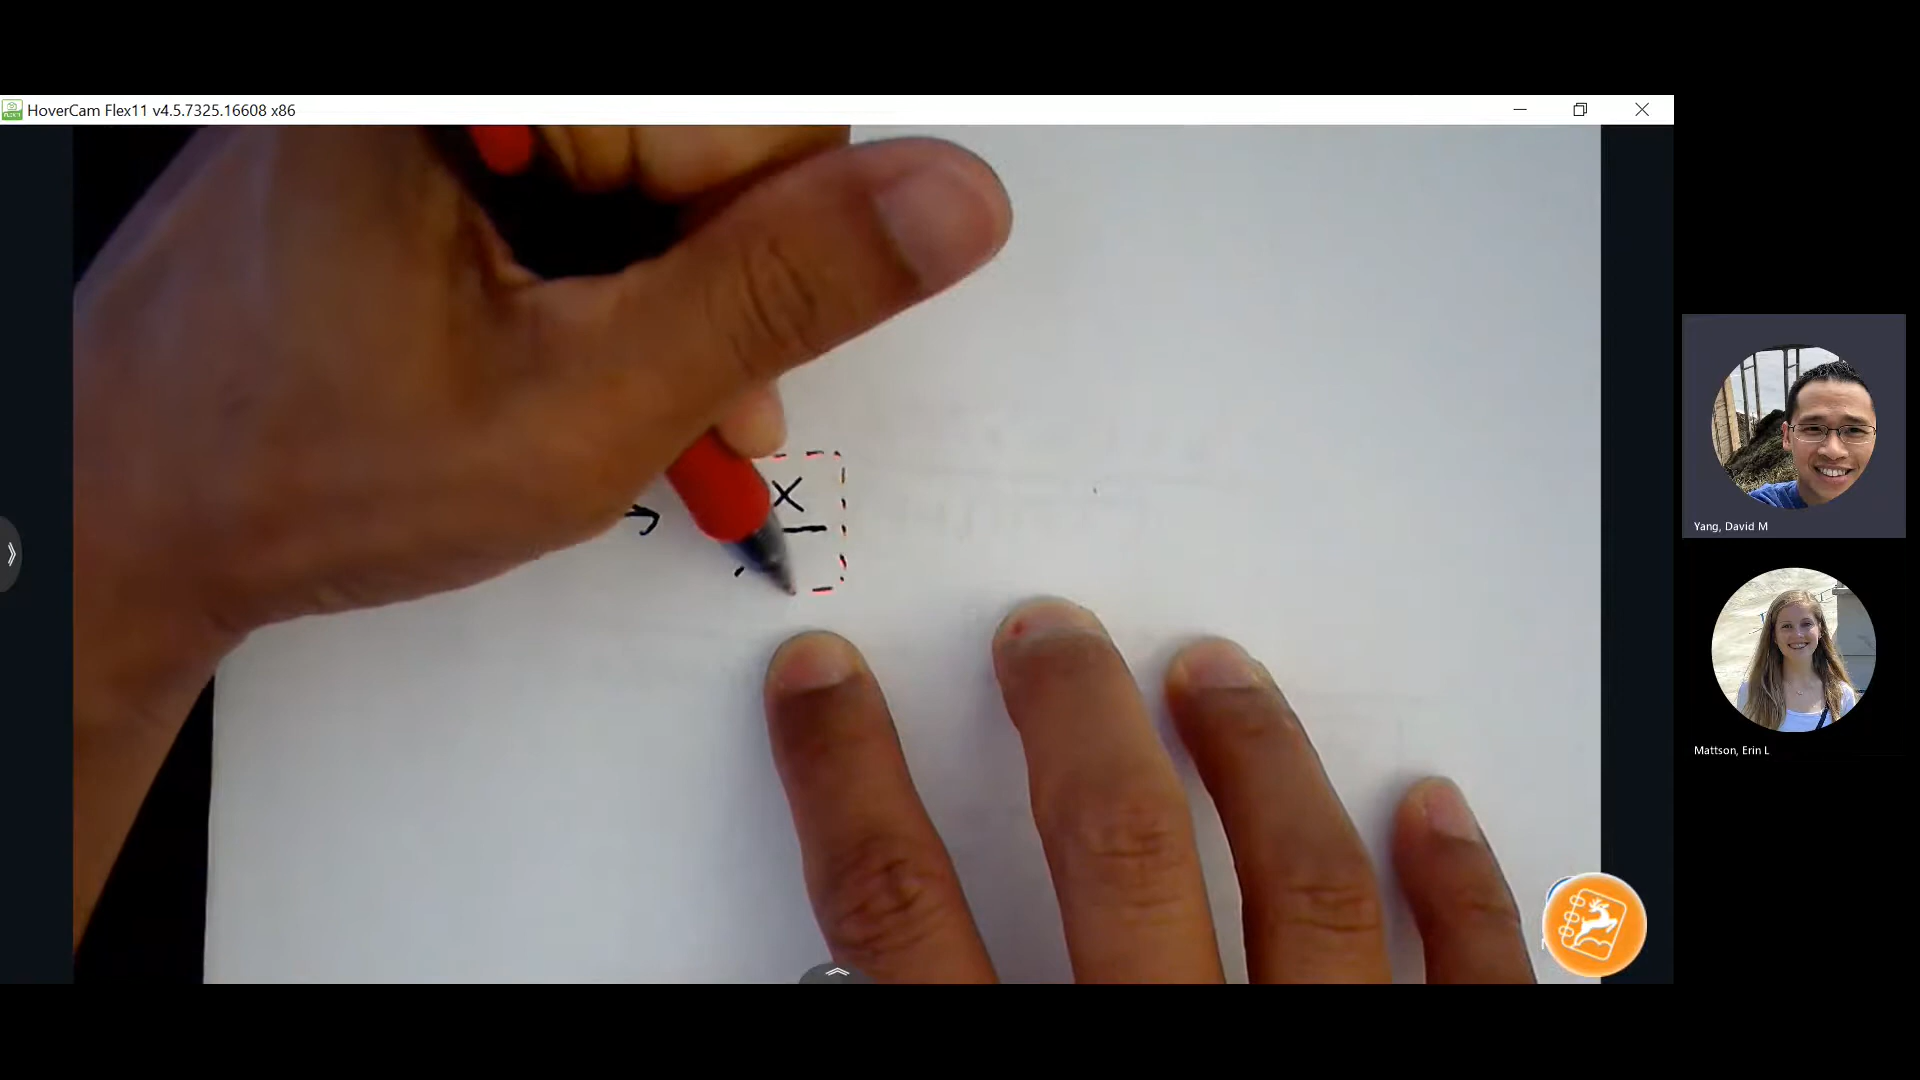 HoverCam Flex11 v4.5.7325.16608 x86
x
Yang, David M
Mattson, Erin L